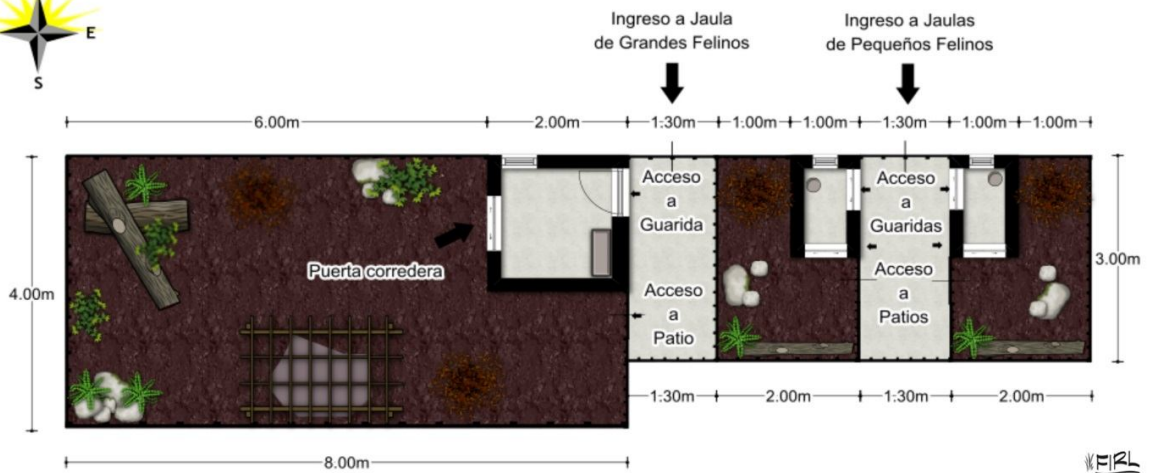 Ingreso a Jaula
de Grandes Felinos
Ingreso a Jaulas
de Pequeños Felinos
E
S
6.00m
2.00m
1:30m
1:00m
1:00m
1:30m
1:00m
1:00m
Acceso
a
Guarida
Acceso
a
Patio
Acceso
a
Guaridas
Acceso
a
Patios
Puerta corredera
4.00m
3.00m
1:30m
2.00m
1:30m
2.00m
8.00m